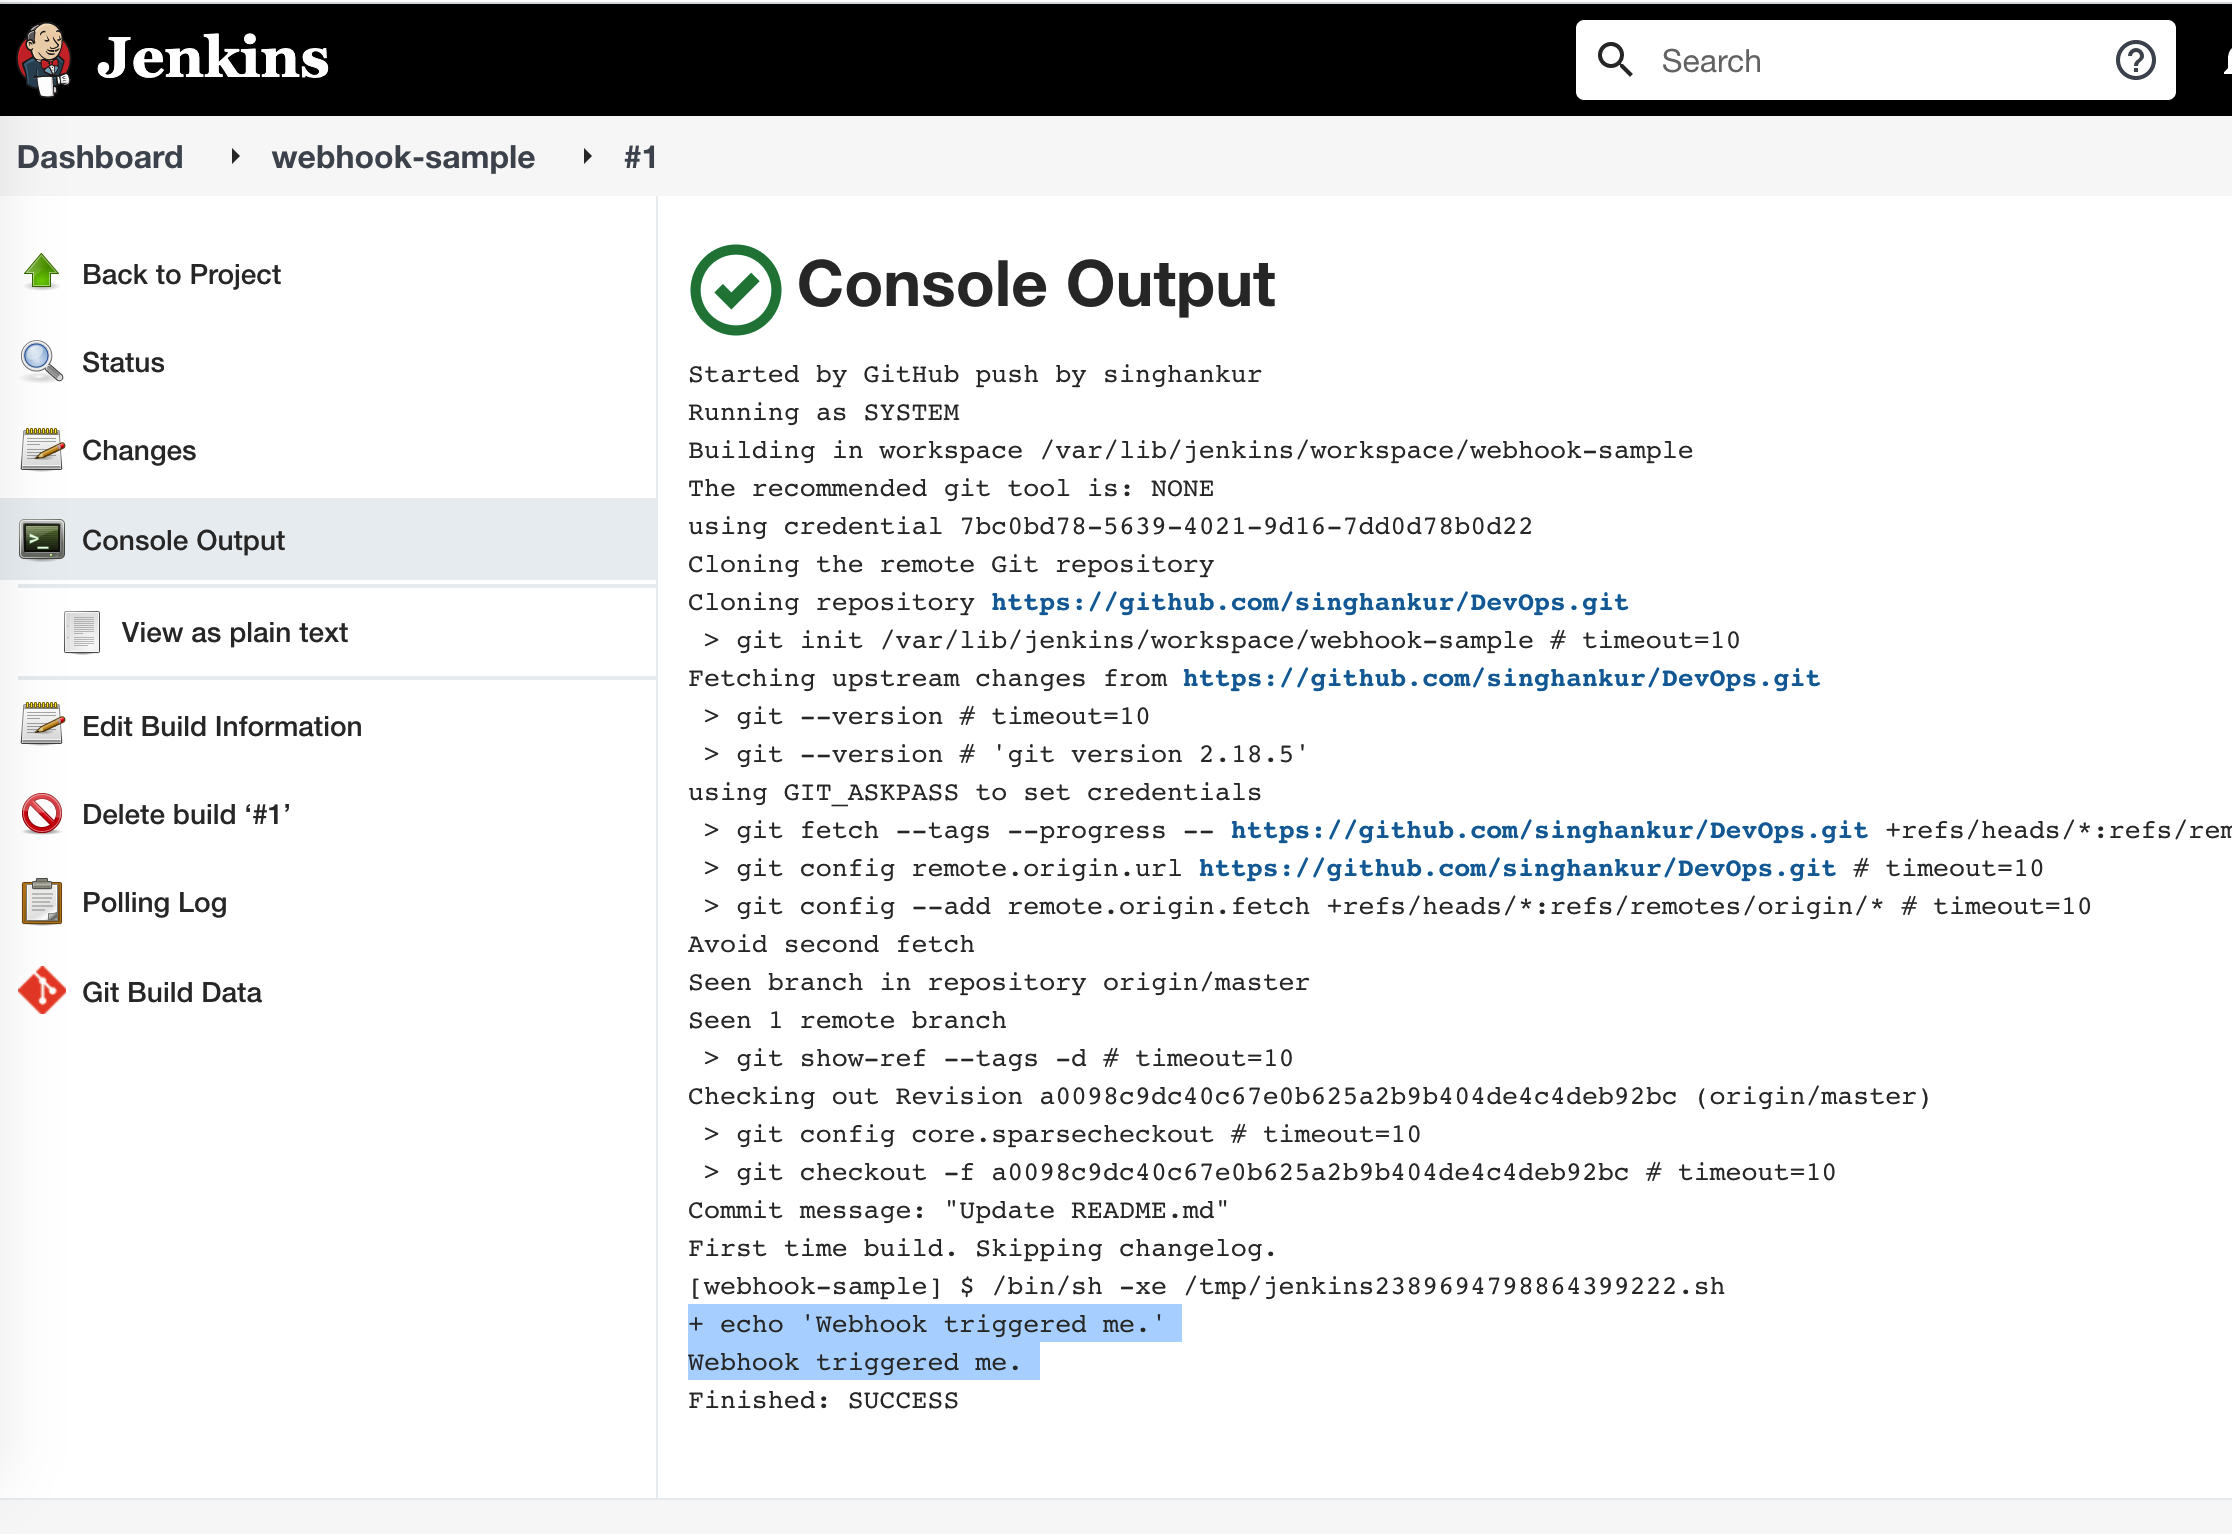 Jenkins
Search
Dashboard webhook-sample #1
Back to Project
Status
Changes
Console Output
View as plain text
Edit Build Information
Delete build ‘#1’
Polling Log
Git Build Data
Console Output
Started by GitHub push by singhankur
Running as SYSTEM
Building in workspace /var/lib/jenkins/workspace/webhook-sample
The recommended git tool is: NONE
using credential 7bc0bd78-5639-4021-9d16-7dd0d78b0d22
Cloning the remote Git repository
Cloning repository https://github.com/singhankur/DevOps.git
 > git init /var/lib/jenkins/workspace/webhook-sample # timeout=10
Fetching upstream changes from https://github.com/singhankur/DevOps.git
 > git --version # timeout=10
 > git --version # 'git version 2.18.5'
using GIT_ASKPASS to set credentials
 > git fetch --tags --progress -- https://github.com/singhankur/DevOps.git +refs/heads/*:refs/rem
 > git config remote.origin.url https://github.com/singhankur/DevOps.git # timeout=10
 > git config --add remote.origin.fetch +refs/heads/*:refs/remotes/origin/* # timeout=10
Avoid second fetch
Seen branch in repository origin/master
Seen 1 remote branch
 > git show-ref --tags -d # timeout=10
Checking out Revision a0098c9dc40c67e0b625a2b9b404de4c4deb92bc (origin/master)
 > git config core.sparsecheckout # timeout=10
 > git checkout -f a0098c9dc40c67e0b625a2b9b404de4c4deb92bc # timeout=10
Commit message: "Update README.md"
First time build. Skipping changelog.
[webhook-sample] $ /bin/sh -xe /tmp/jenkins2389694798864399222.sh
+ echo 'Webhook triggered me.'
Webhook triggered me.
Finished: SUCCESS